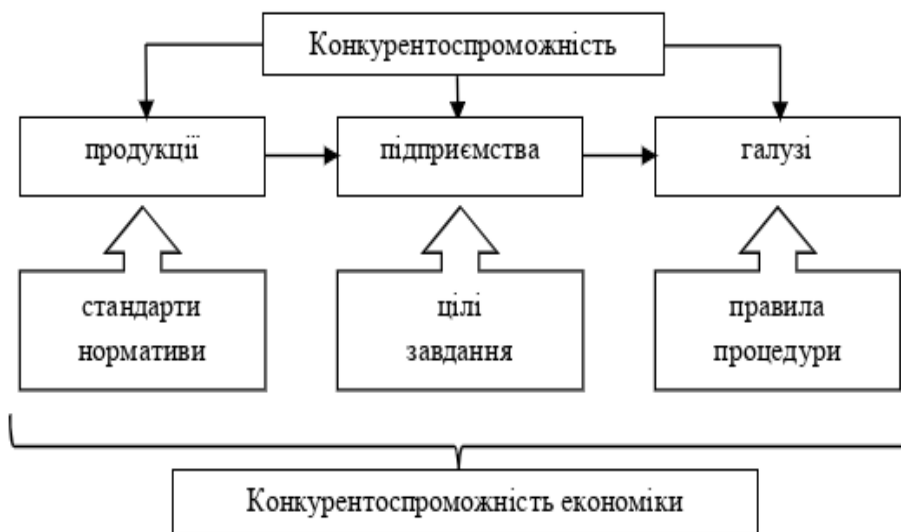 Конкурентоспроможність
продукції
підприємства
галузі
стандарти
нормативи
цілі
завдання
правила
процедури
Конкурентоспроможність економіки